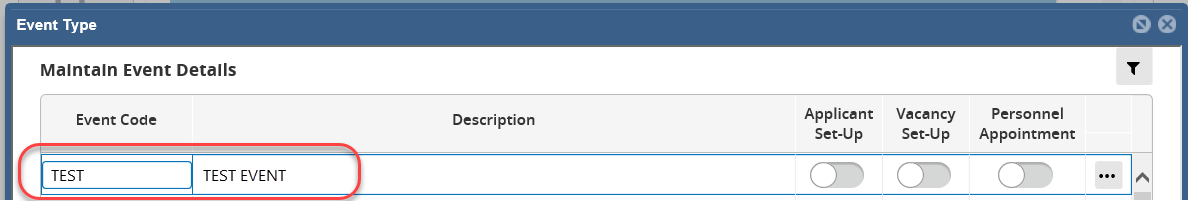 Event Type
Maintain Event Details
Event Code
Description
Applicant
Set-Up
Vacancy
Set-Up
Personnel
Appointment
TEST
TEST EVENT